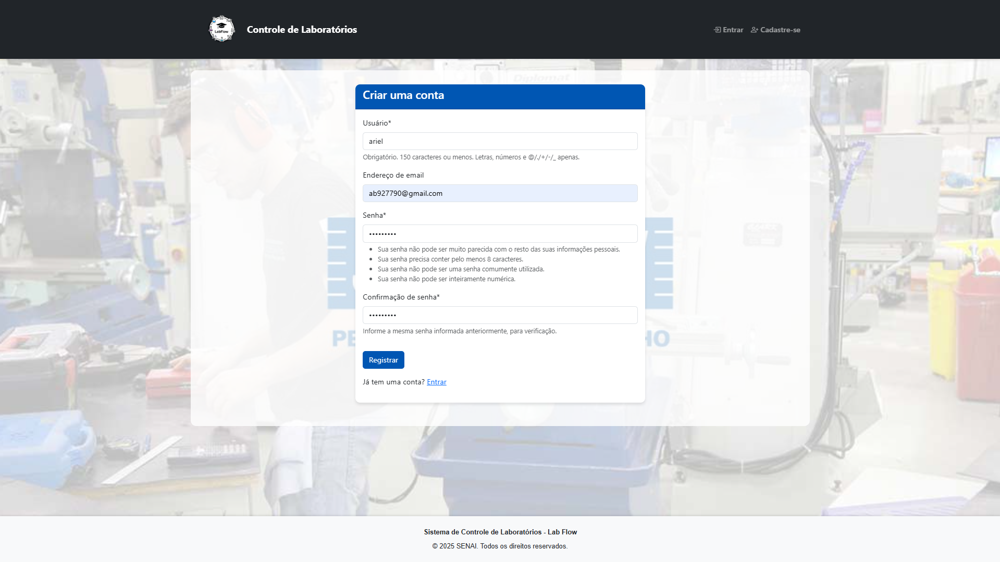 LabFlow
Controle de Laboratórios
Entrar
Cadastre-se
Diplomat
Criar uma conta
Usuário*
ariel
Obrigatório. 150 caracteres ou menos. Letras, números e @/./+/-/_ apenas.
Endereço de email
ab927790@gmail.com
Senha*
•••••••••
Sua senha não pode ser muito parecida com o resto das suas informações pessoais.
Sua senha precisa conter pelo menos 8 caracteres.
Sua senha não pode ser uma senha comumente utilizada.
Sua senha não pode ser inteiramente numérica.
Confirmação de senha*
•••••••••
Informe a mesma senha informada anteriormente, para verificação.
Registrar
Já tem uma conta? Entrar
Sistema de Controle de Laboratórios - Lab Flow
© 2025 SENAI. Todos os direitos reservados.